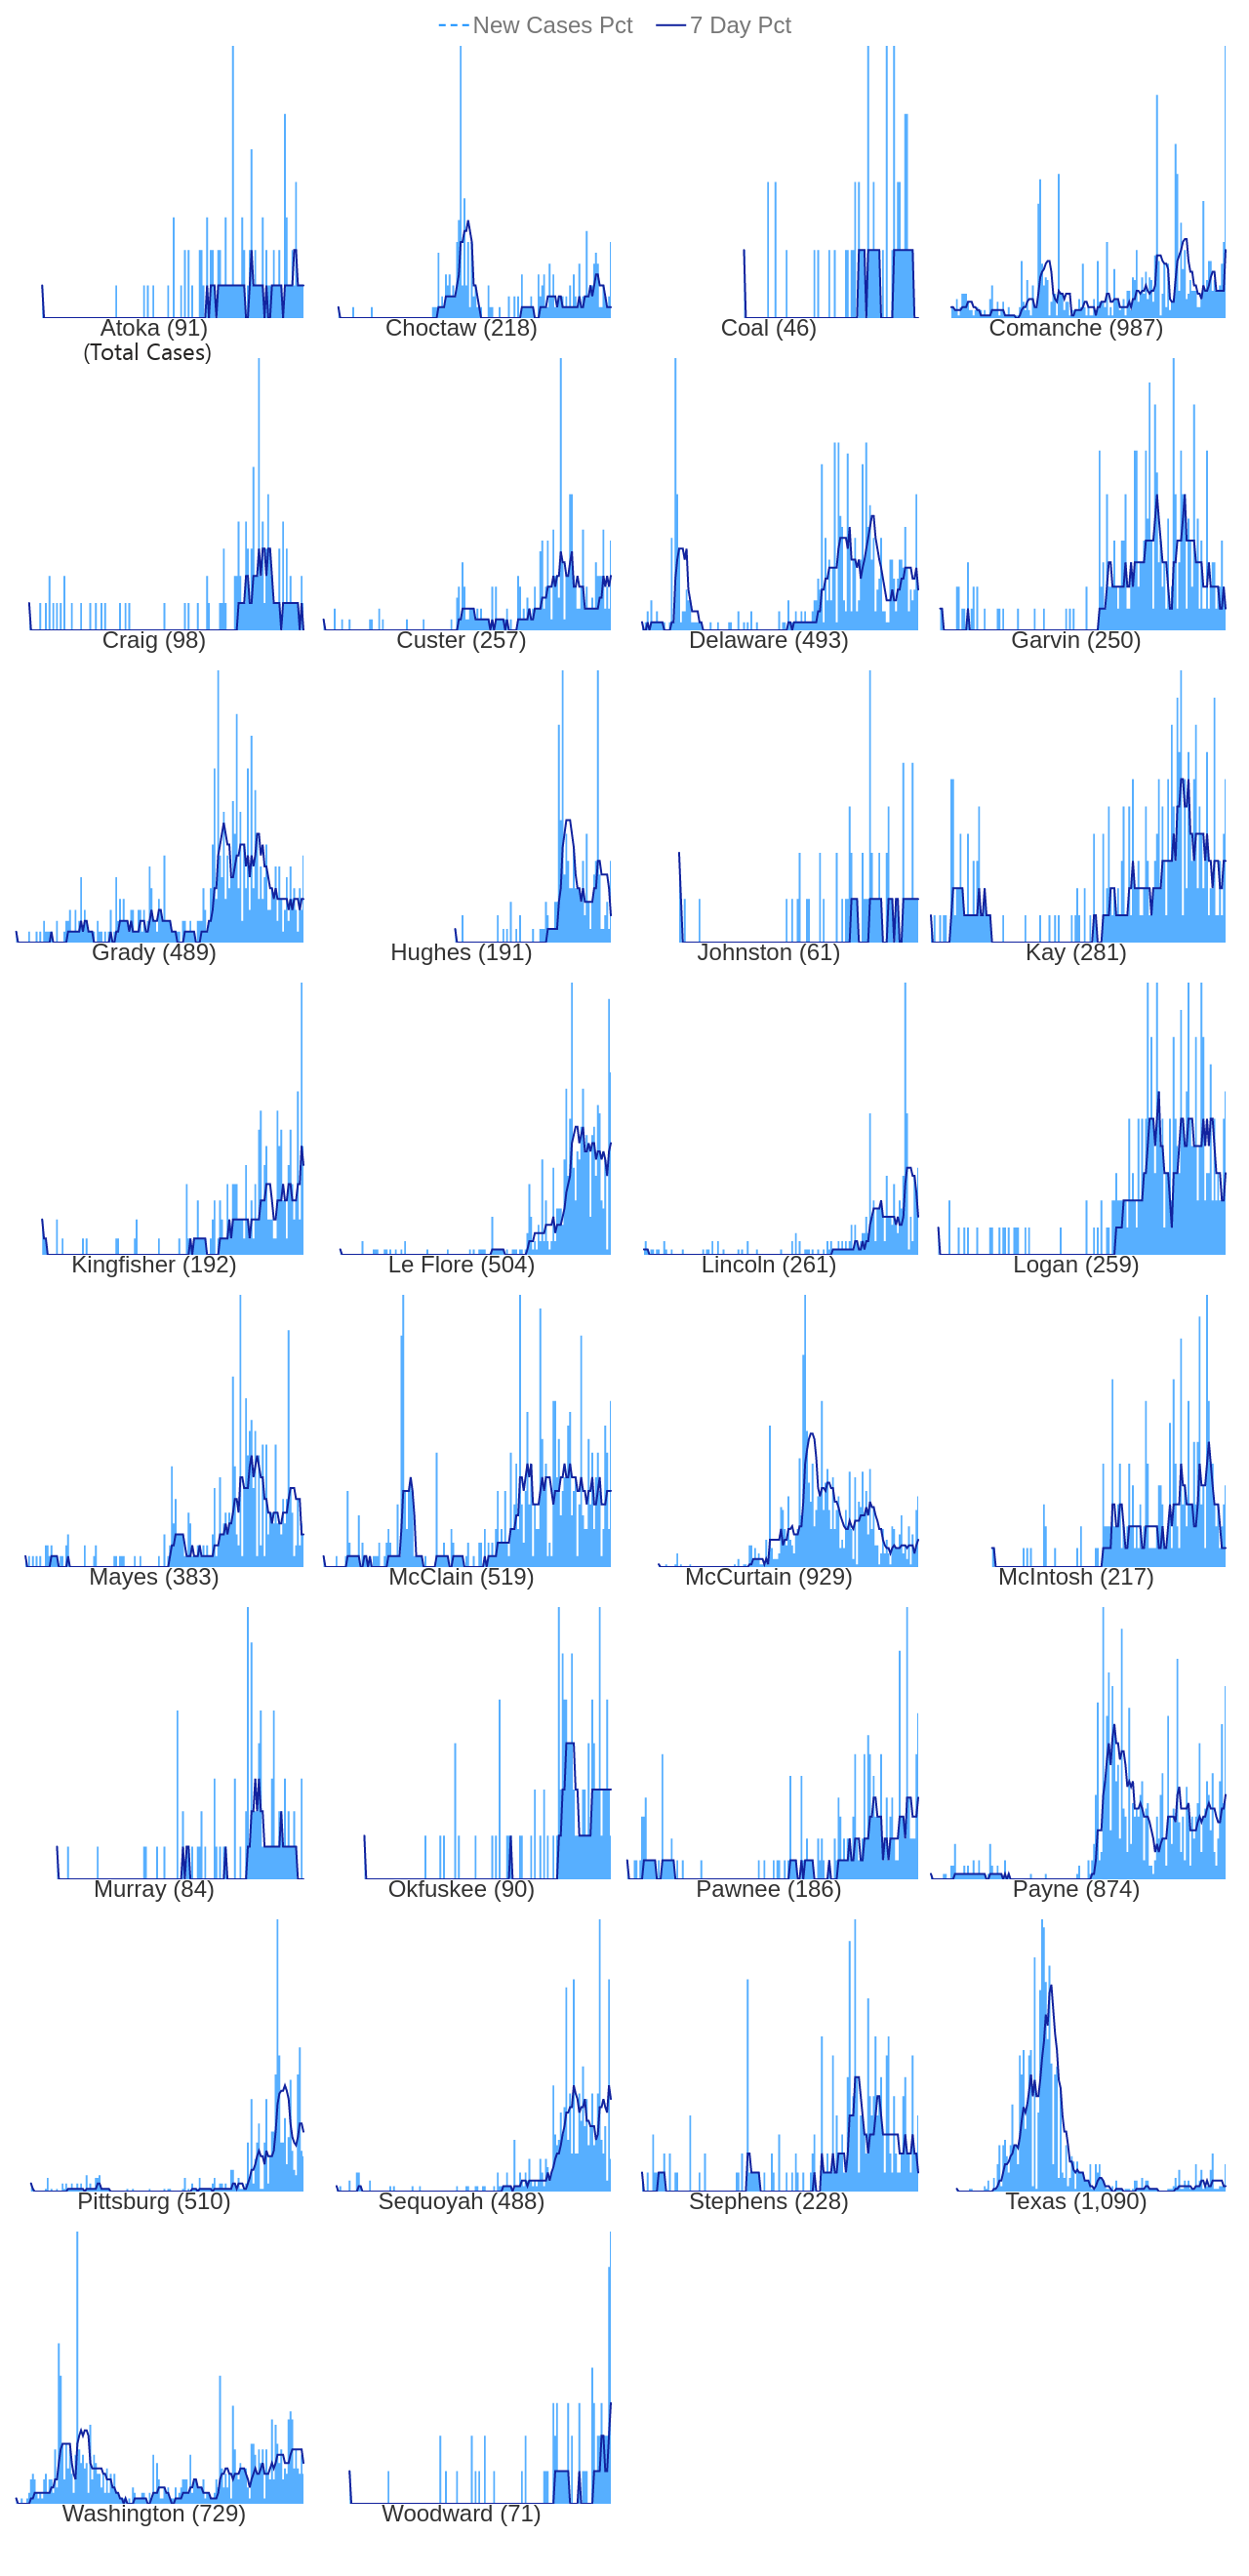 New Cases Pct 7 Day Pct
Atoka (91) Choctaw (218) Coal (46) Comanche (987)
(Total Cases)
Craig (98) Custer (257) Delaware (493) Garvin (250)
Grady (489) Hughes (191) Johnston (61) Kay (281)
Kingfisher (192) Le Flore (504) Lincoln (261) Logan (259)
Mayes (383) McClain (519) McCurtain (929) McIntosh (217)
Murray (84) Okfuskee (90) Pawnee (186) Payne (874)
Pittsburg (510) Sequoyah (488) Stephens (228) Texas (1,090)
Washington (729) Woodward (71)